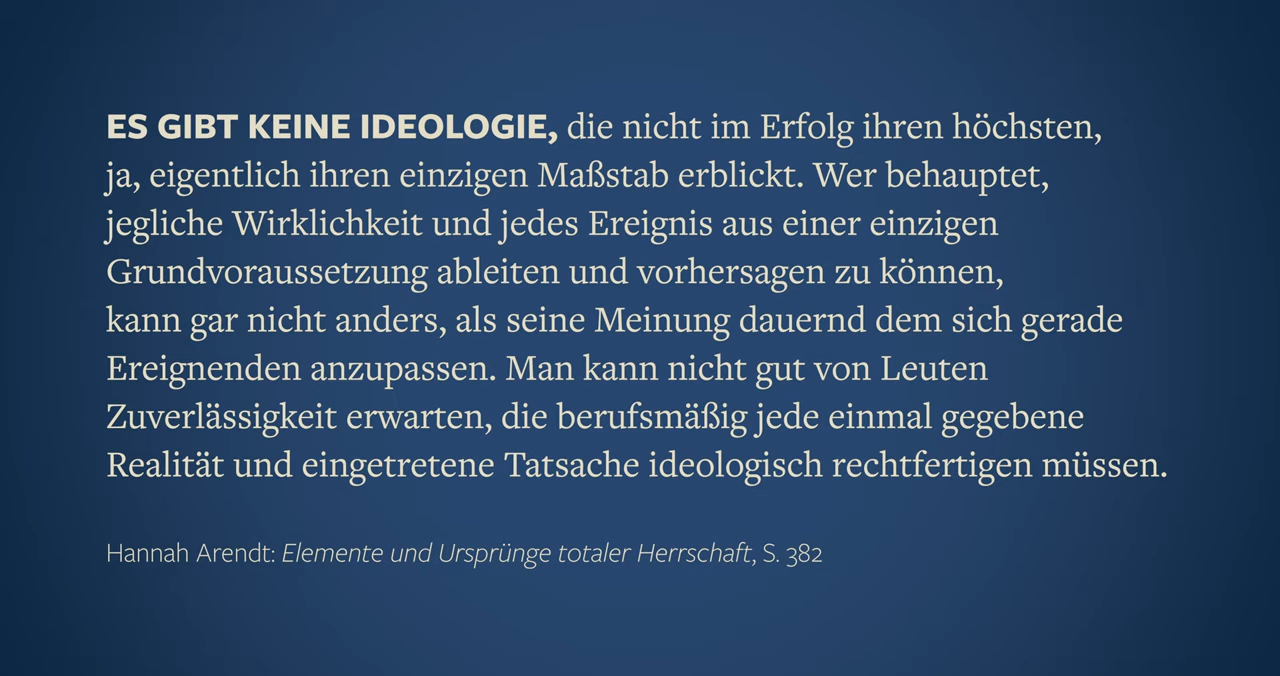 ES GIBT KEINE IDEOLOGIE, die nicht im Erfolg ihren höchsten,
ja, eigentlich ihren einzigen Maßstab erblickt. Wer behauptet,
jegliche Wirklichkeit und jedes Ereignis aus einer einzigen
Grundvoraussetzung ableiten und vorhersagen zu können,
kann gar nicht anders, als seine Meinung dauernd dem sich gerade
Ereignenden anzupassen. Man kann nicht gut von Leuten
Zuverlässigkeit erwarten, die berufsmäßig jede einmal gegebene
Realität und eingetretene Tatsache ideologisch rechtfertigen müssen.
Hannah Arendt: Elemente und Ursprünge totaler Herrschaft, S. 382